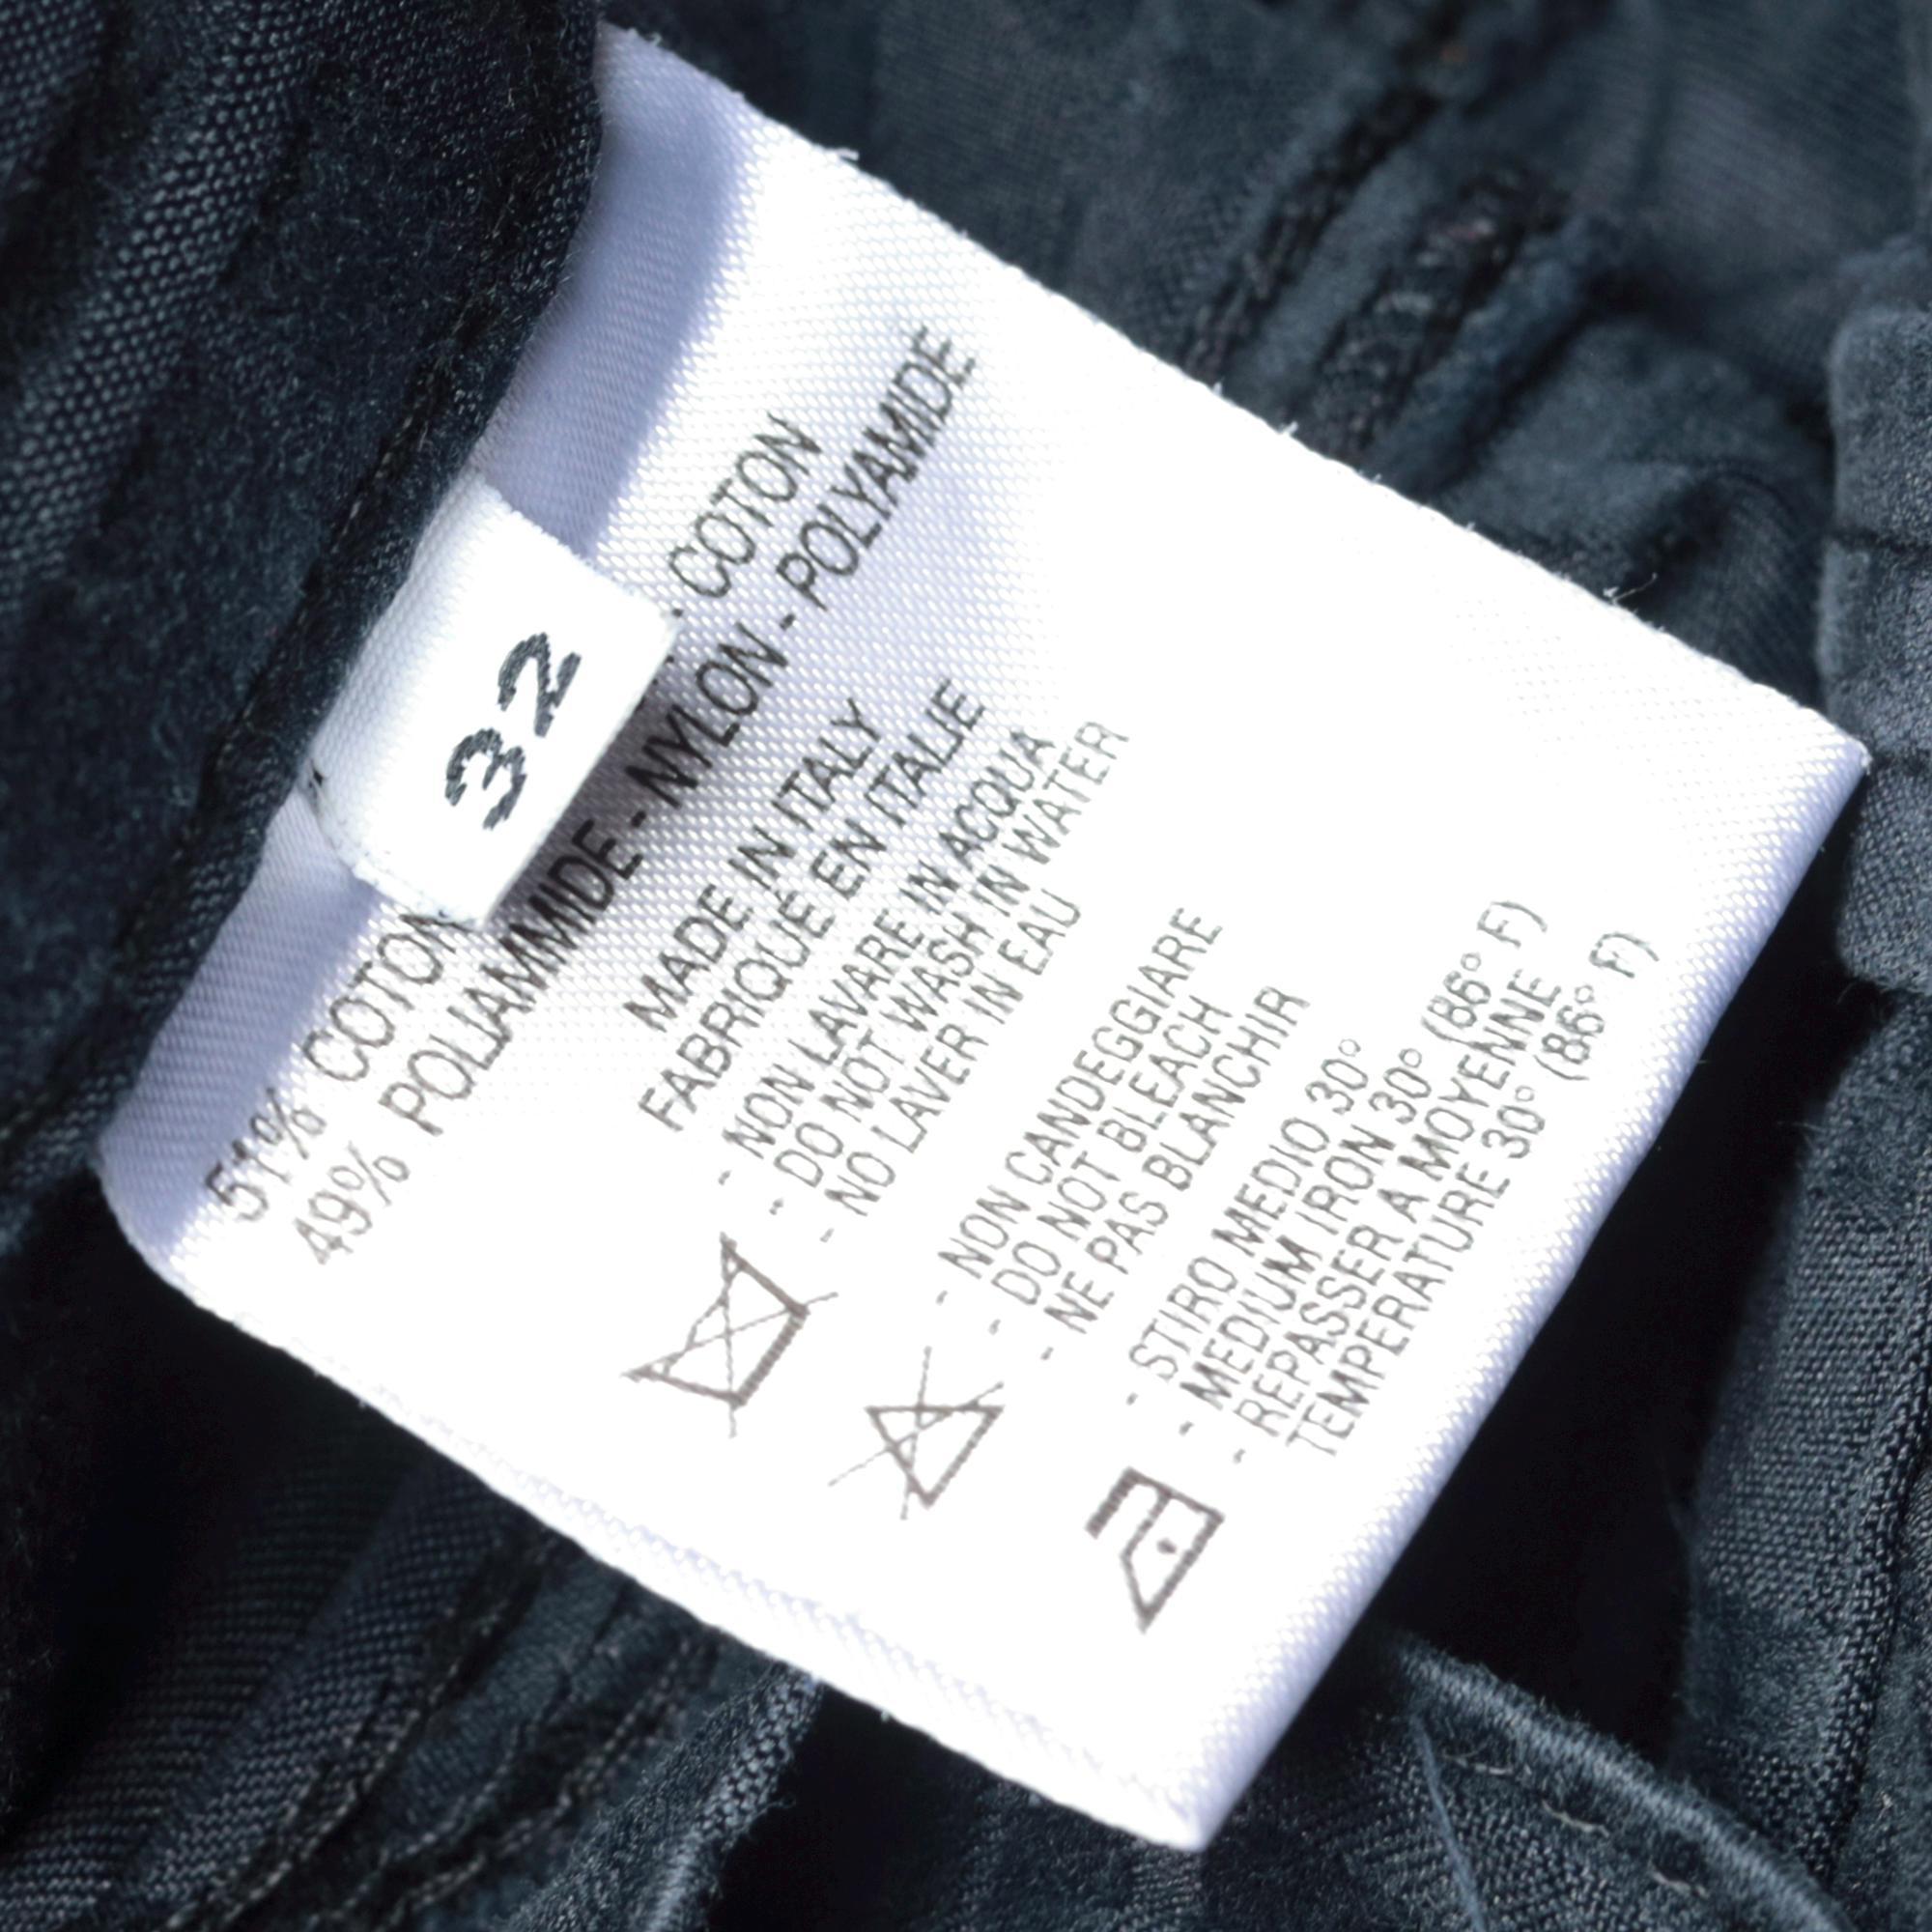 32
51% COTON - COTON
49% POLIAMMIDE - NYLON - POLYAMIDE
MADE IN ITALY
FABRIQUÉ EN ITALIE
- NON LAVARE IN ACQUA
- DO NOT WASH IN WATER
- NO LAVER IN EAU
- NON CANDEGGIARE
- DO NOT BLEACH
- NE PAS BLANCHIR
- STIRO MEDIO 30°
- MEDIUM IRON 30° (86° F)
- REPASSER A MOYENNE
TEMPERATURE 30° (86° F)